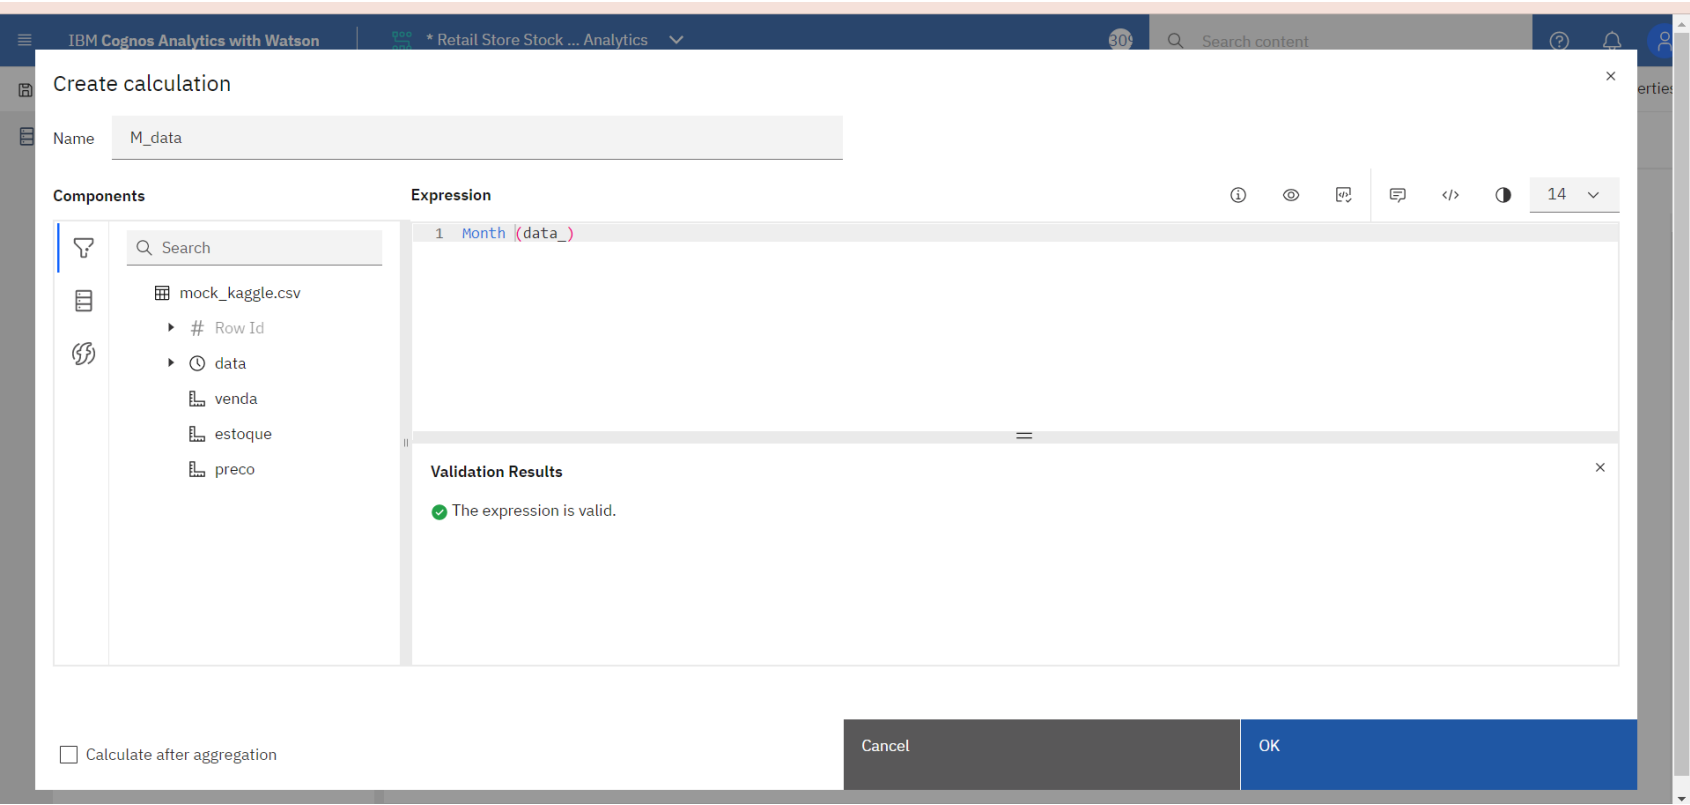 IBM Cognos Analytics with Watson
* Retail Store Stock ... Analytics
Search content
Create calculation
erties
Name
M_data
Components
Expression
14
Search
1 Month (data_)
mock_kaggle.csv
# Row Id
data
venda
estoque
preco
Validation Results
The expression is valid.
Calculate after aggregation
Cancel
OK